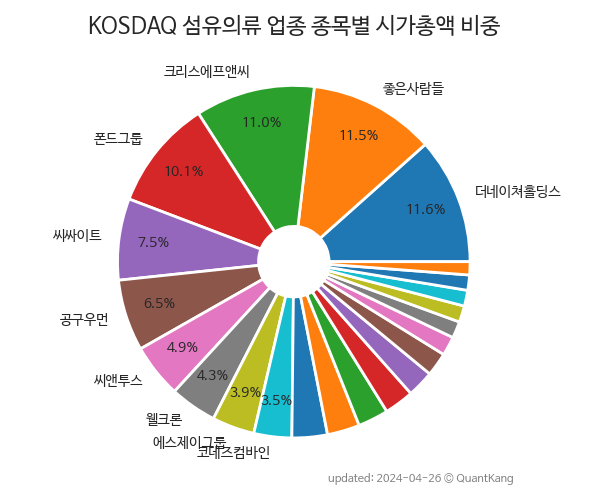 KOSDAQ 섬유의류 업종 종목별 시가총액 비중
크리스에프앤씨
좋은사람들
11.0%
11.5%
폰드그룹
10.1%
더네이쳐홀딩스
11.6%
씨싸이트
7.5%
6.5%
공구우먼
4.9%
씨앤투스
4.3%
3.9%
3.5%
웰크론
에스제이그룹
코데즈컴바인
updated: 2024-04-26 © QuantKang